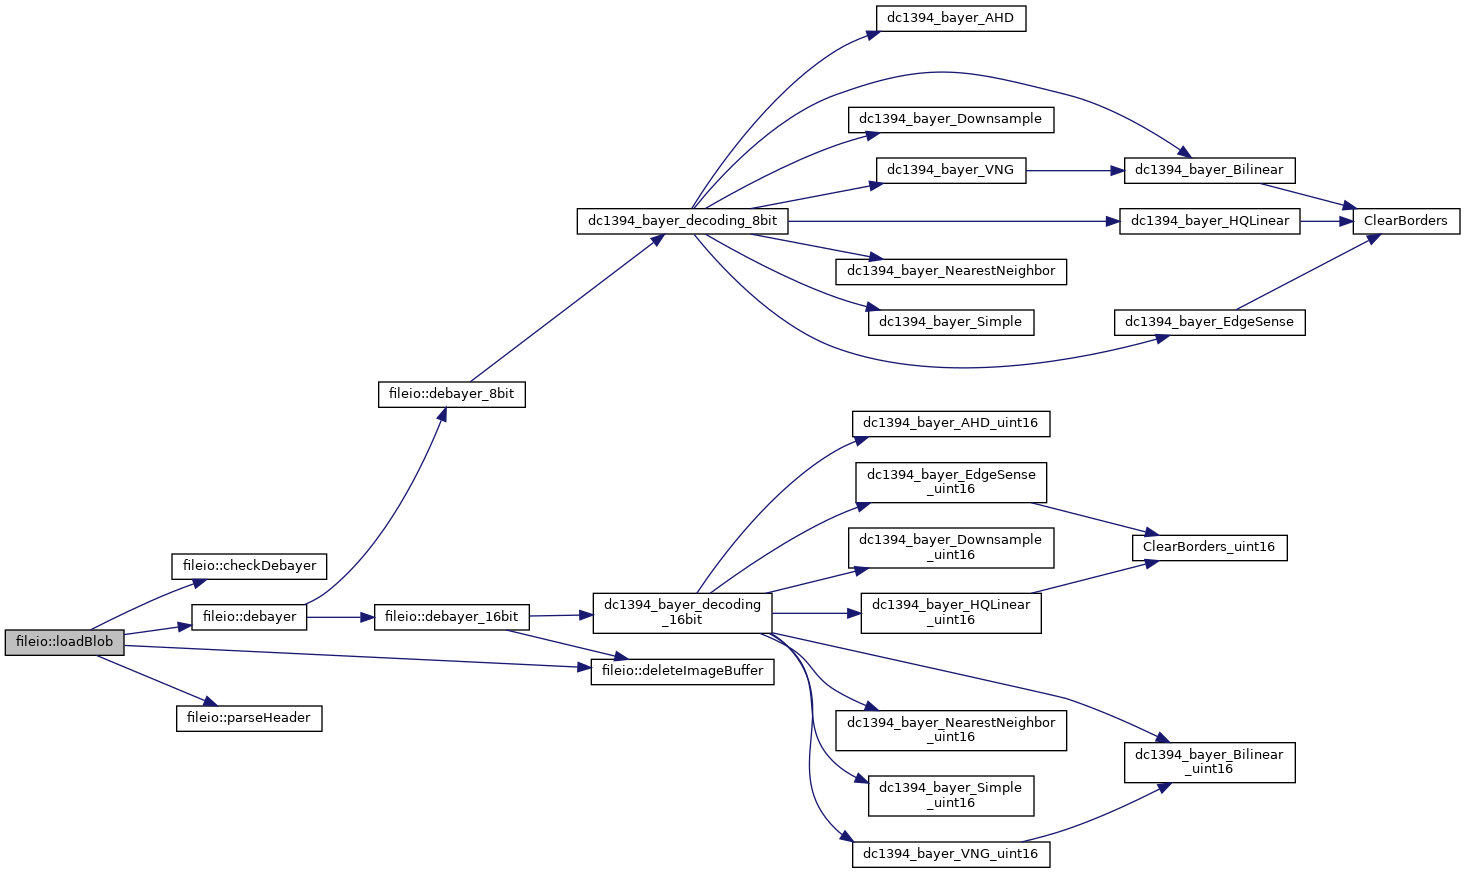 dc1394_bayer_AHD
dc1394_bayer_Downsample
dc1394_bayer_VNG
dc1394_bayer_Bilinear
dc1394_bayer_decoding_8bit
dc1394_bayer_HQLinear
ClearBorders
dc1394_bayer_NearestNeighbor
dc1394_bayer_Simple
dc1394_bayer_EdgeSense
fileio::debayer_8bit
dc1394_bayer_AHD_uint16
dc1394_bayer_EdgeSense
_uint16
dc1394_bayer_Downsample
_uint16
ClearBorders_uint16
fileio::checkDebayer
fileio::debayer
fileio::debayer_16bit
dc1394_bayer_decoding
_16bit
dc1394_bayer_HQLinear
_uint16
fileio::loadBlob
fileio::deleteImageBuffer
fileio::parseHeader
dc1394_bayer_NearestNeighbor
_uint16
dc1394_bayer_Bilinear
_uint16
dc1394_bayer_Simple
_uint16
dc1394_bayer_VNG_uint16